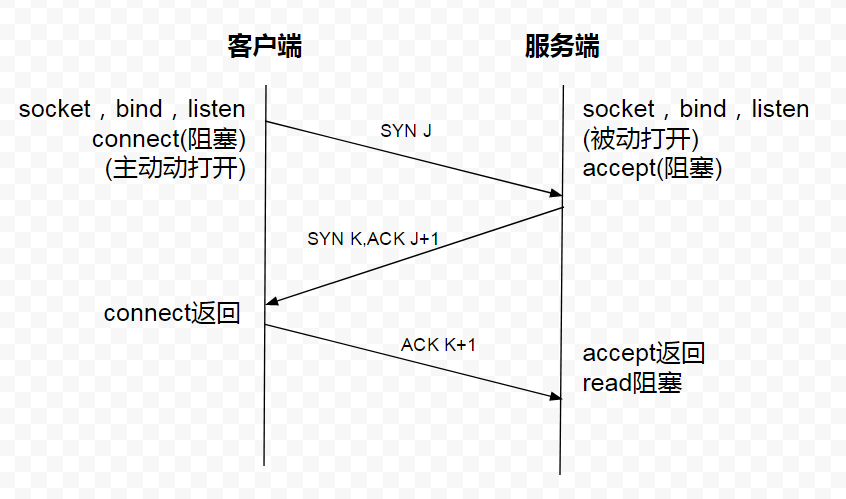 客户端
服务端
socket，bind，listen
connect(阻塞)
(主动动打开)
socket，bind，listen
(被动打开)
accept(阻塞)
SYN J
SYN K,ACK J+1
connect返回
ACK K+1
accept返回
read阻塞